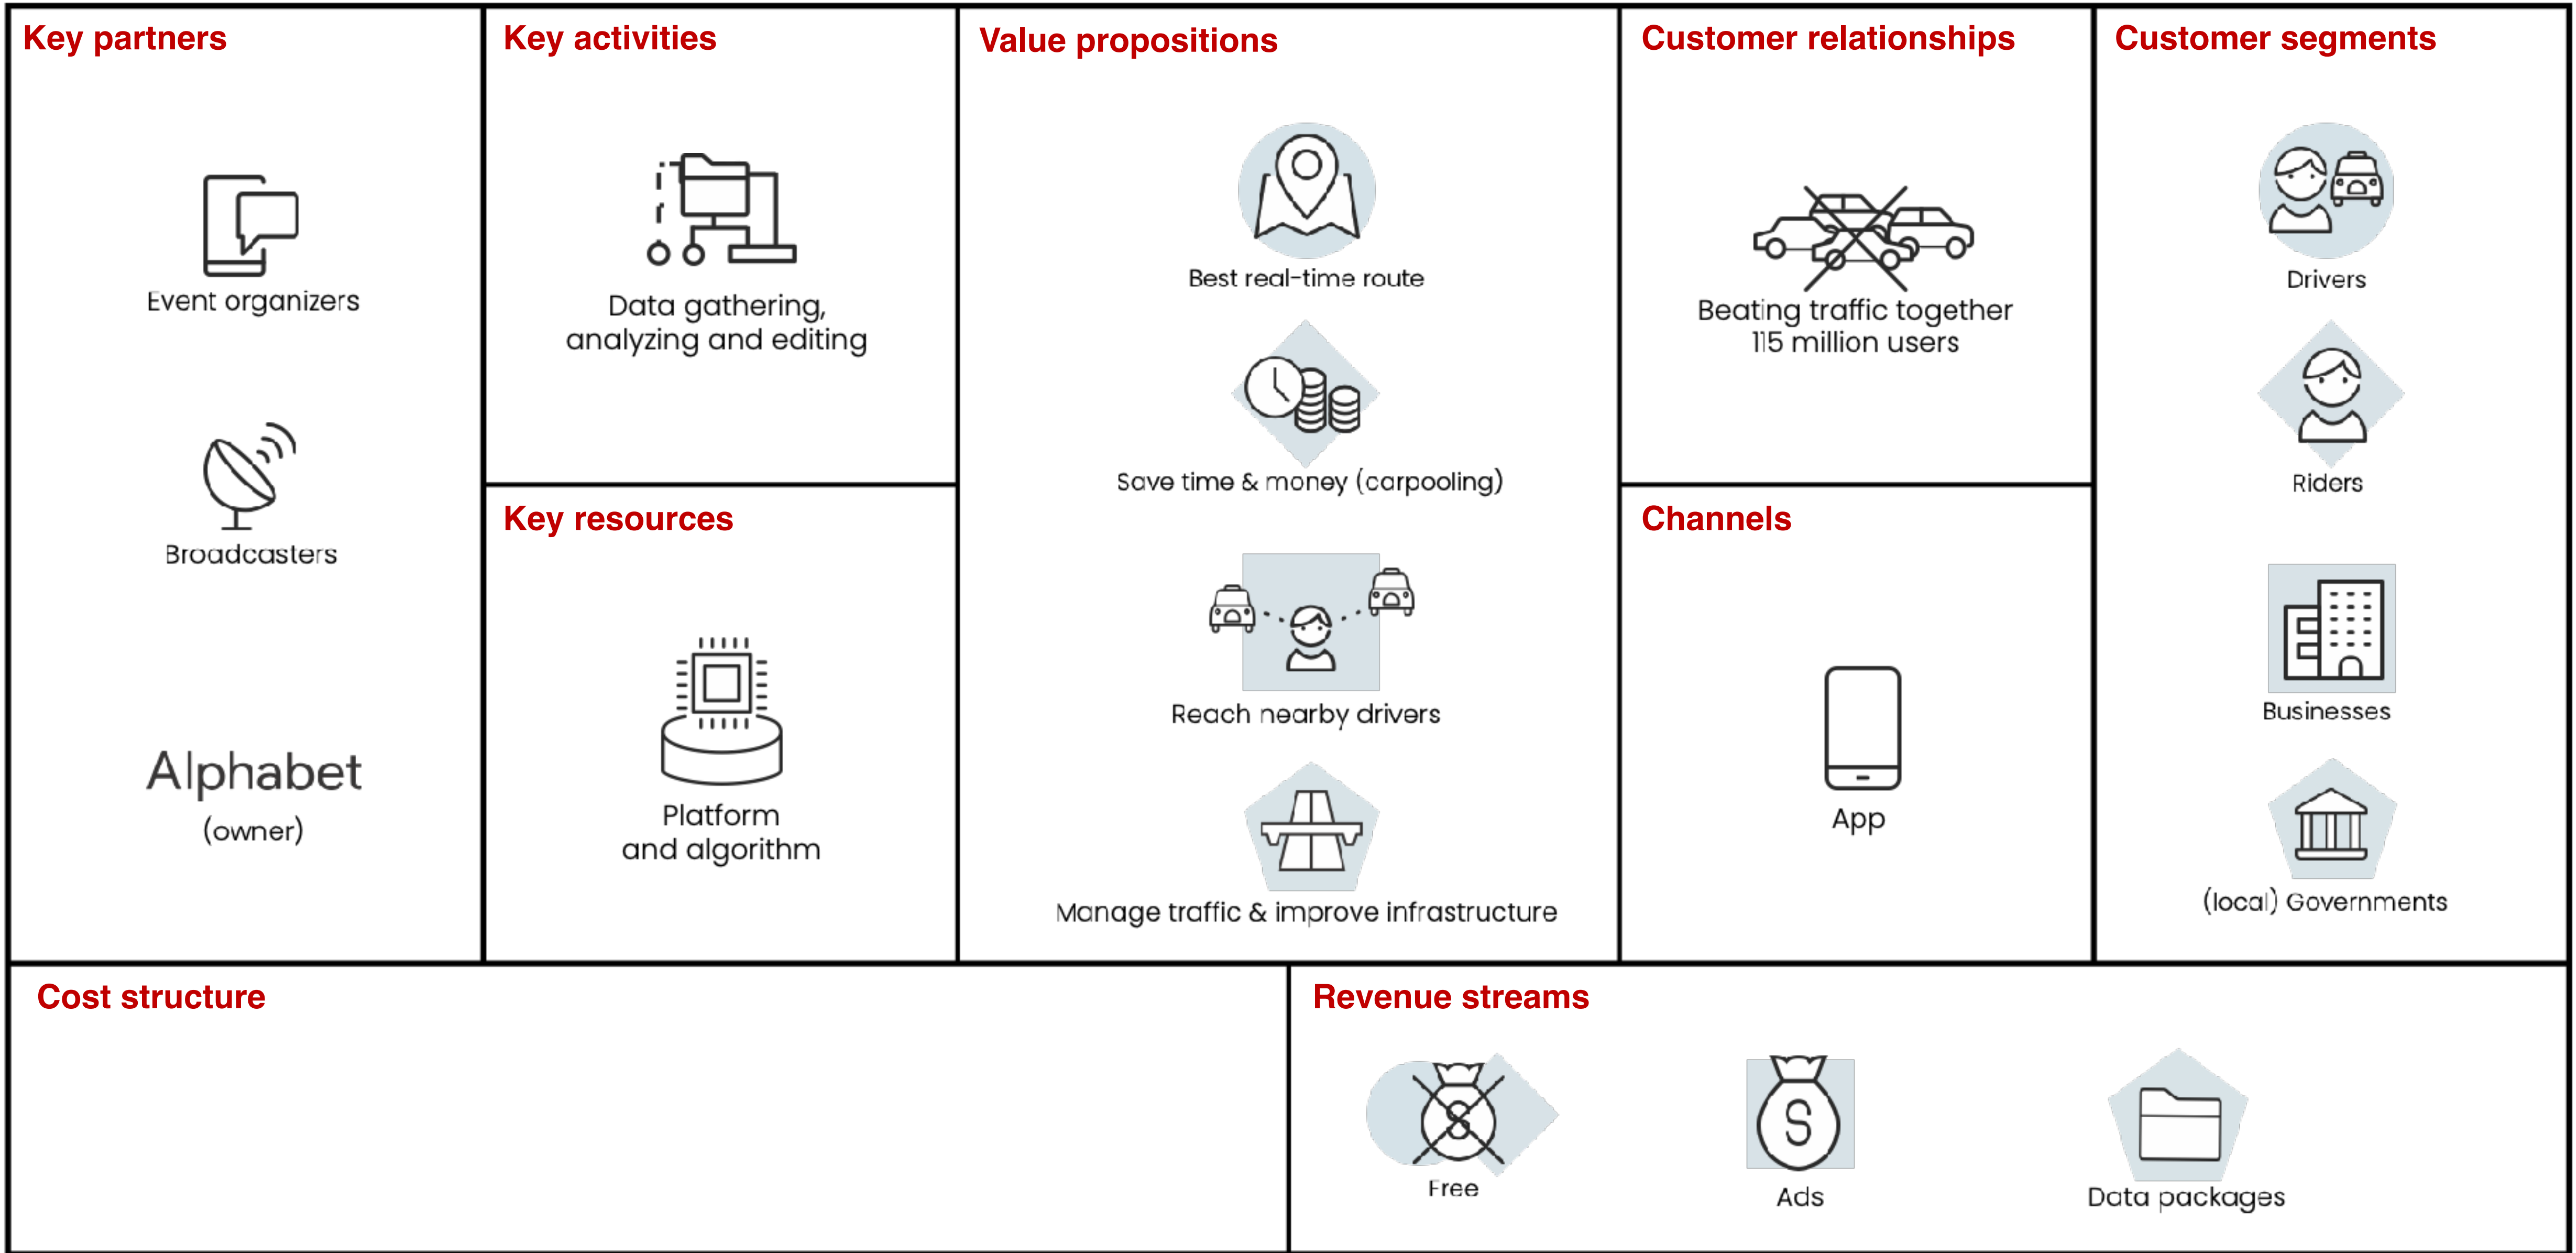 Key partners
Event organizers
Broadcasters
Alphabet
(owner)
Key activities
Data gathering,
analyzing and editing
Key resources
Platform
and algorithm
Value propositions
Best real-time route
Save time & money (carpooling)
Reach nearby drivers
Manage traffic & improve infrastructure
Customer relationships
Beating traffic together
115 million users
Channels
App
Customer segments
Drivers
Riders
Businesses
(local) Governments
Cost structure
Revenue streams
Free
S
Ads
Data packages